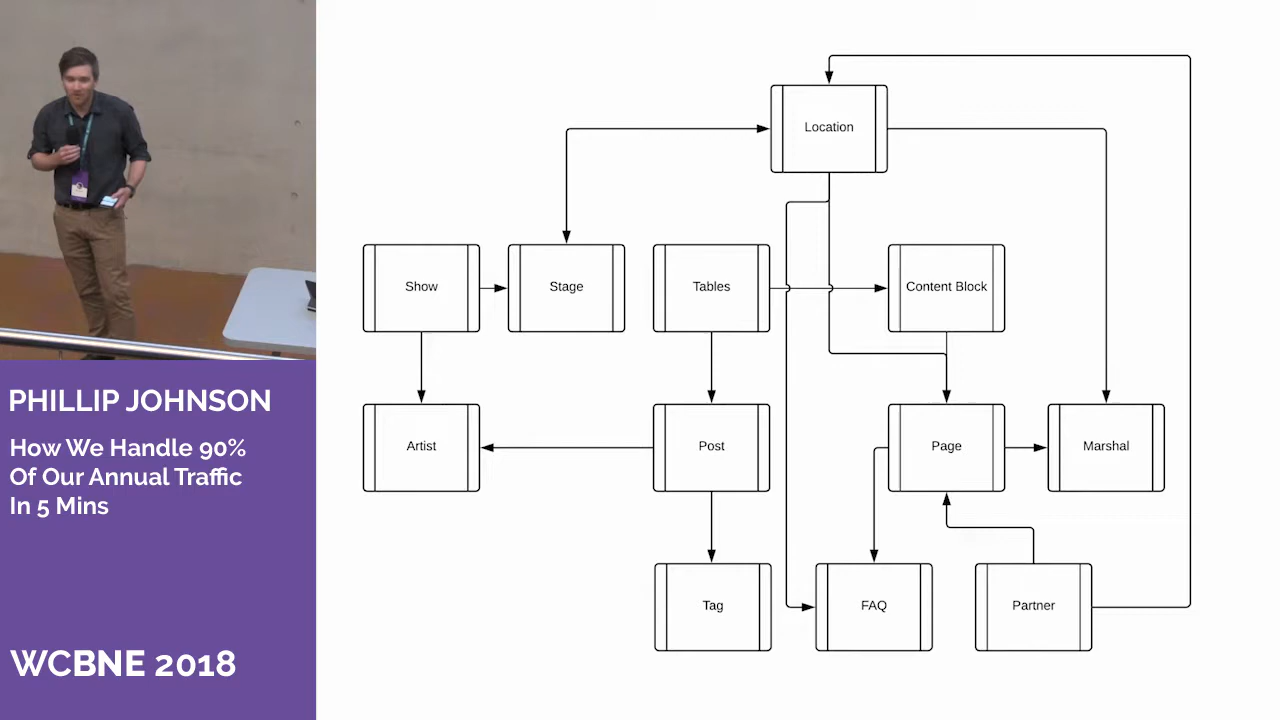 PHILLIP JOHNSON
How We Handle 90%
Of Our Annual Traffic
In 5 Mins
WCBNE 2018
Location
Show
Stage
Tables
Content Block
Artist
Post
Page
Marshal
Tag
FAQ
Partner